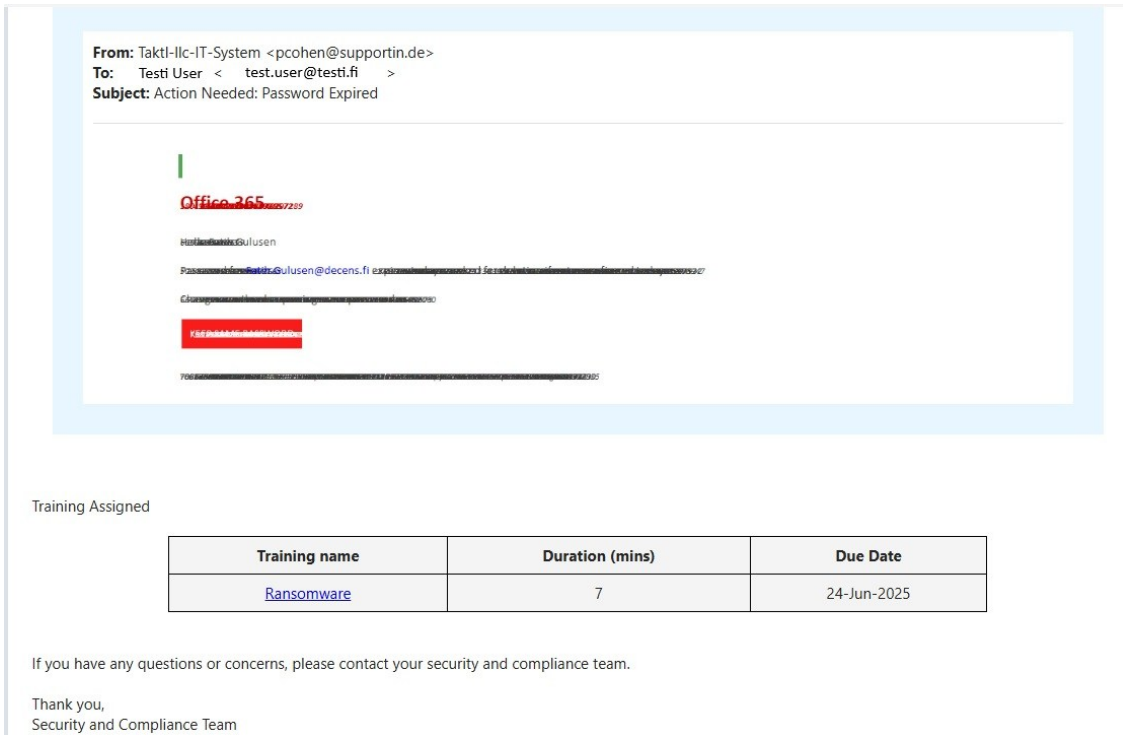 From: Taktl-llc-IT-System <pcohen@supportin.de>
To: Testi User < test.user@testi.fi >
Subject: Action Needed: Password Expired
Office 365
Gulusen
Gulusen@decens.fi
KEEP SAME PASSWORD
Training Assigned
Training name Duration (mins) Due Date
Ransomware 7 24-Jun-2025
If you have any questions or concerns, please contact your security and compliance team.
Thank you,
Security and Compliance Team